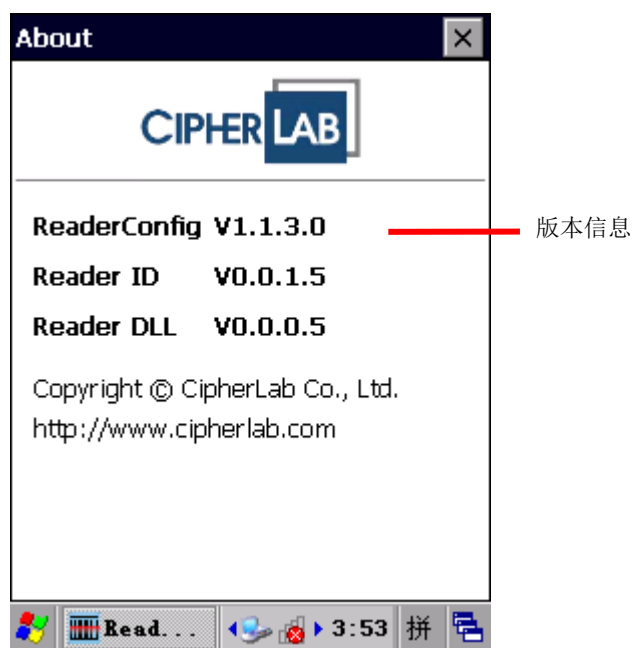 About
CIPHERLAB
ReaderConfig V1.1.3.0
版本信息
Reader ID V0.0.1.5
Reader DLL V0.0.0.5
Copyright © CipherLab Co., Ltd.
http://www.cipherlab.com
Read... 3:53 拼